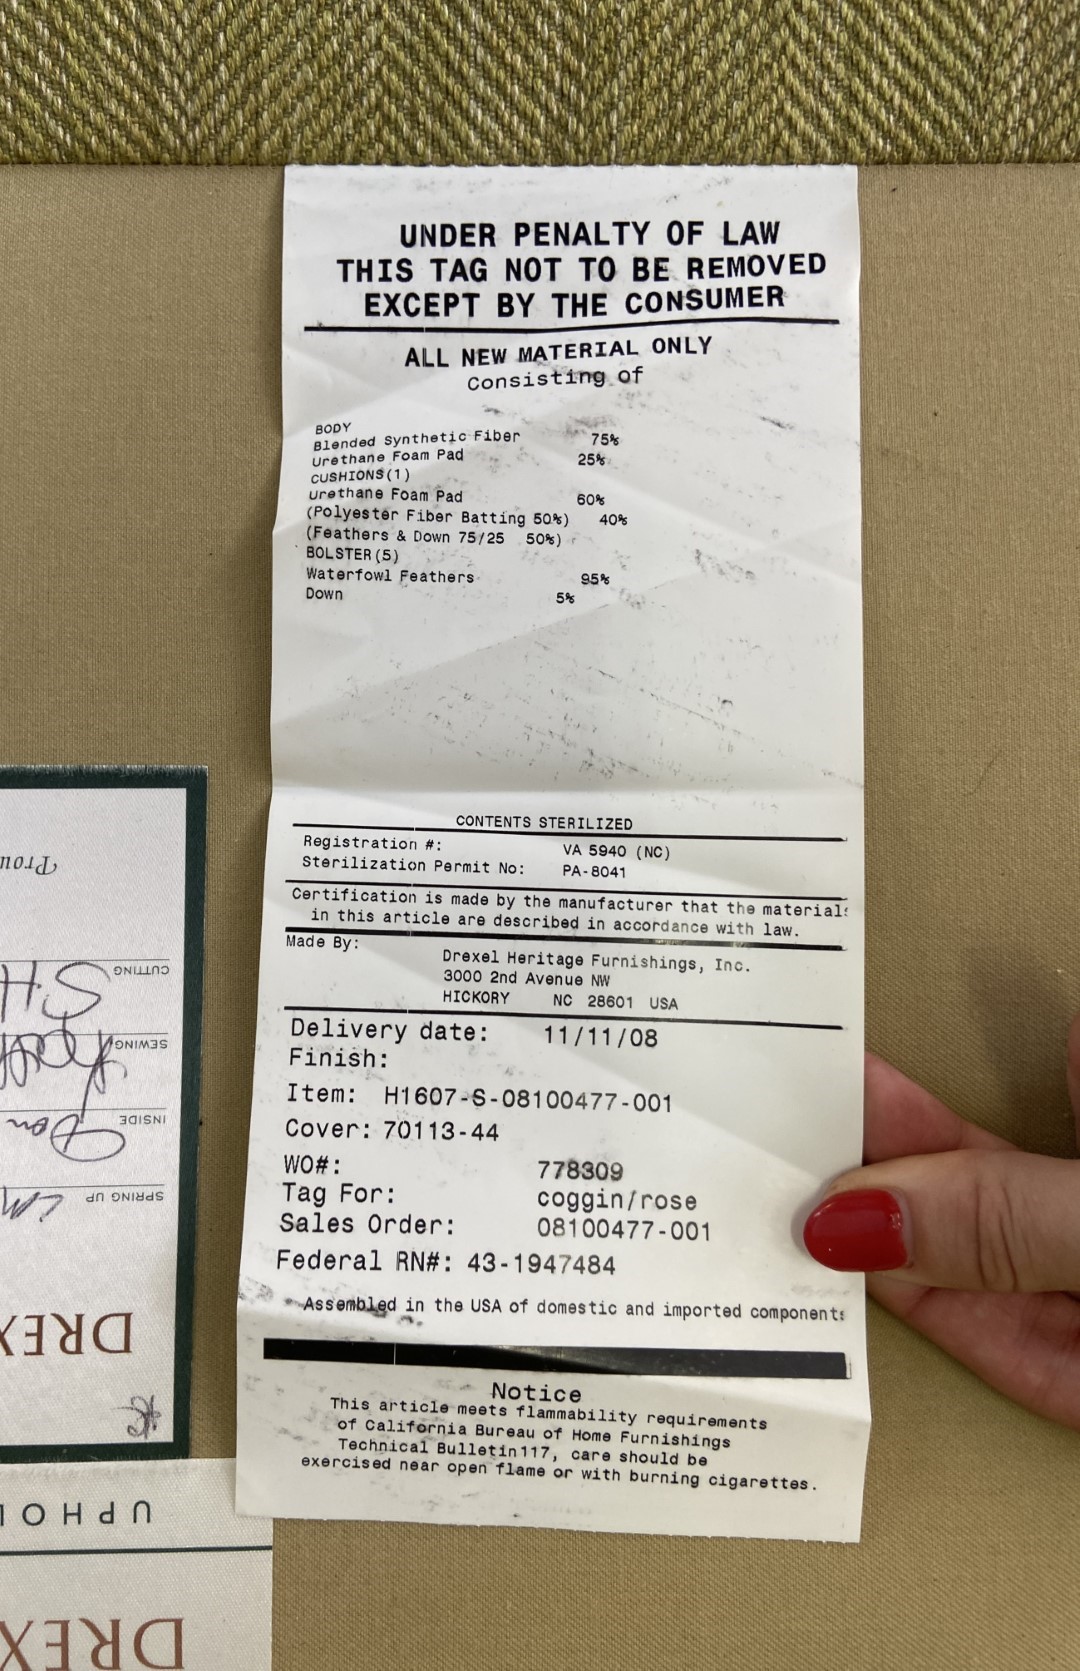 UNDER PENALTY OF LAW
THIS TAG NOT TO BE REMOVED
EXCEPT BY THE CONSUMER
ALL NEW MATERIAL ONLY
Consisting of
BODY
Blended Synthetic Fiber 75%
Urethane Foam Pad 25%
CUSHIONS(1)
Urethane Foam Pad 60%
(Polyester Fiber Batting 50%) 40%
(Feathers & Down 75/25 50%)
BOLSTER(5)
Waterfowl Feathers 95%
Down 5%
CONTENTS STERILIZED
Registration #: VA 5940 (NC)
Sterilization Permit No: PA-8041
Certification is made by the manufacturer that the materials
in this article are described in accordance with law.
Made By:
Drexel Heritage Furnishings, Inc.
3000 2nd Avenue NW
HICKORY NC 28601 USA
Delivery date: 11/11/08
Finish:
Item: H1607-S-08100477-001
Cover: 70113-44
WO#: 778309
Tag For: coggin/rose
Sales Order: 08100477-001
Federal RN#: 43-1947484
Assembled in the USA of domestic and imported components
Notice
This article meets flammability requirements
of California Bureau of Home Furnishings
Technical Bulletin 117, care should be
exercised near open flame or with burning cigarettes.
UPHOL
DREX
SPRING UP
INSIDE Don
SEWING
CUTTING SH
Prou
DREX